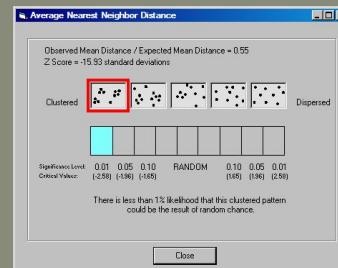 Average Nearest Neighbor Distance
Observed Mean Distance / Expected Mean Distance = 0.55
Z Score = -15.93 standard deviations
Clustered Dispersed
Significance Level: 0.01 0.05 0.10 RANDOM 0.10 0.05 0.01
Critical Values: (-2.58) (-1.96) (-1.65) (1.65) (1.96) (2.58)
There is less than 1% likelihood that this clustered pattern
could be the result of random chance.
Close